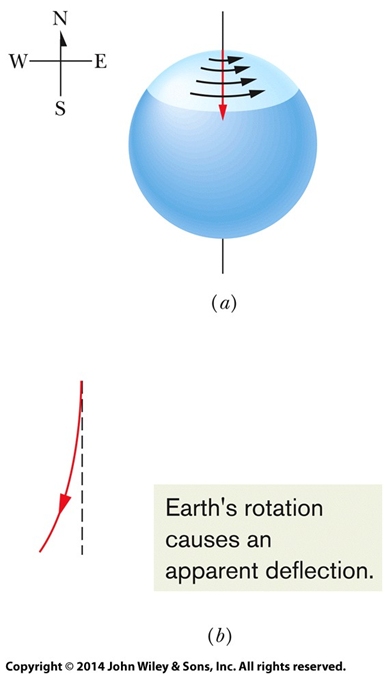 N
W E
S
(a)
Earth's rotation
causes an
apparent deflection.
(b)
Copyright © 2014 John Wiley & Sons, Inc. All rights reserved.